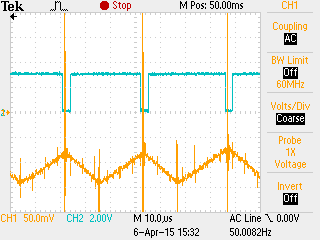 Tek Stop M Pos: 50.00ms CH1
Coupling
AC
BW Limit
Off
60MHz
Volts/Div
Coarse
Probe
1X
Voltage
Invert
Off
2
CH1 50.0mV CH2 2.00V M 10.0µs AC Line 0.00V
6-Apr-15 15:32 50.0082Hz